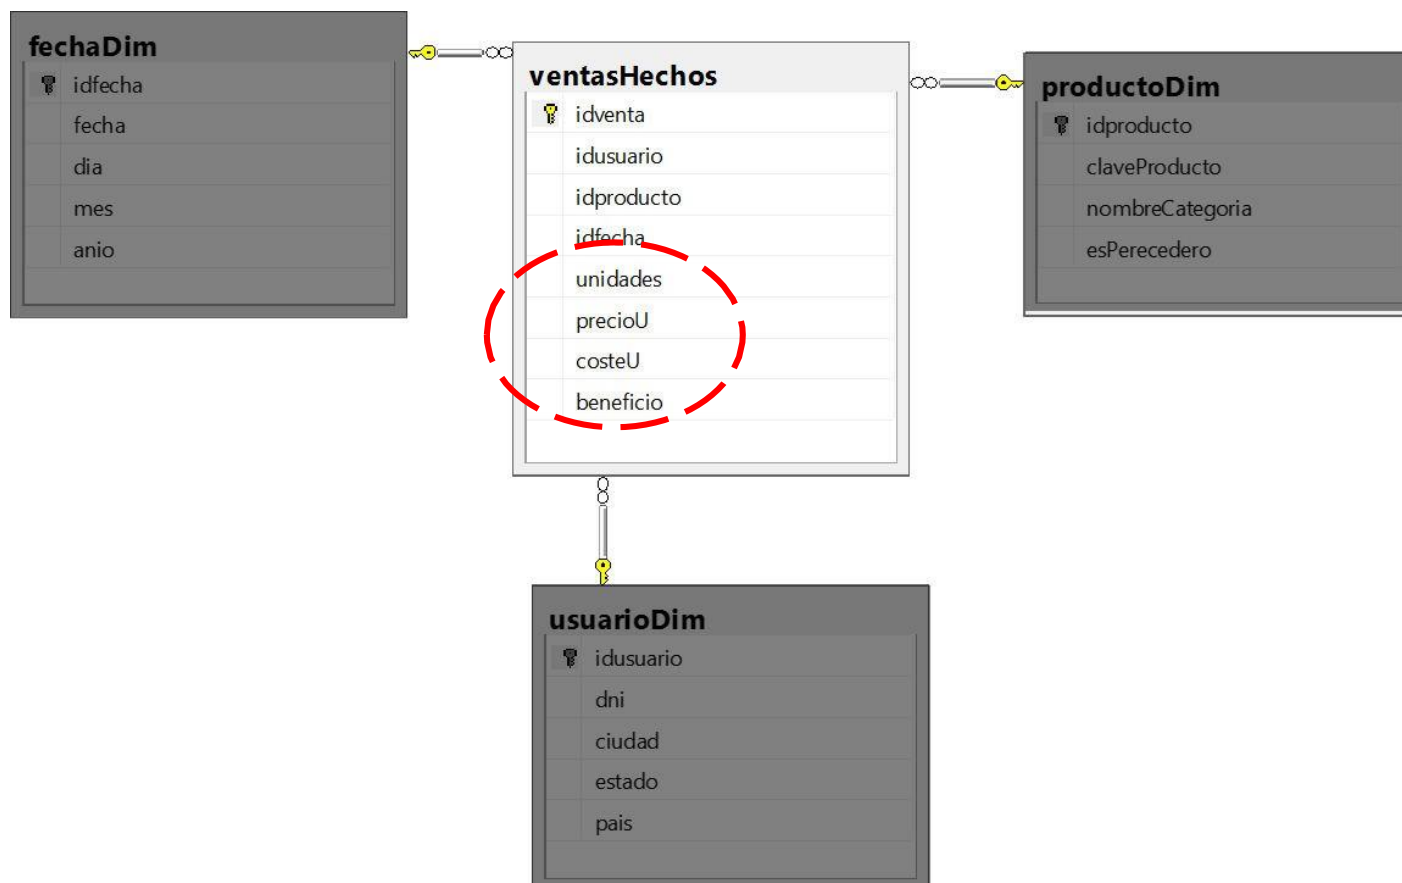 fechaDim
idfecha
fecha
dia
mes
anio
ventasHechos
idventa
idusuario
idproducto
idfecha
unidades
precioU
costeU
beneficio
productoDim
idproducto
claveProducto
nombreCategoria
esPerecedero
usuarioDim
idusuario
dni
ciudad
estado
pais